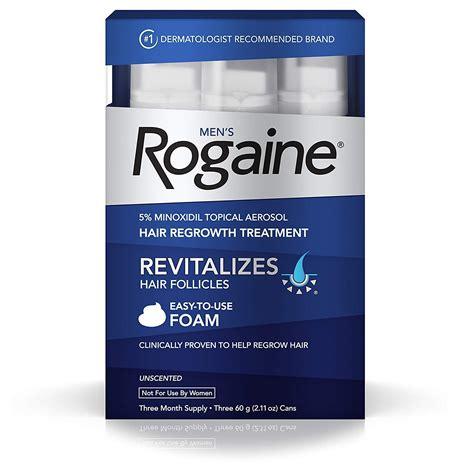 #1 DERMATOLOGIST RECOMMENDED BRAND
MEN'S
Rogaine®
5% MINOXIDIL TOPICAL AEROSOL
HAIR REGROWTH TREATMENT
REVITALIZES
HAIR FOLLICLES
EASY-TO-USE
FOAM
CLINICALLY PROVEN TO HELP REGROW HAIR
UNSCENTED
Not For Use By Women
Three Month Supply • Three 60 g (2.11 oz) Cans